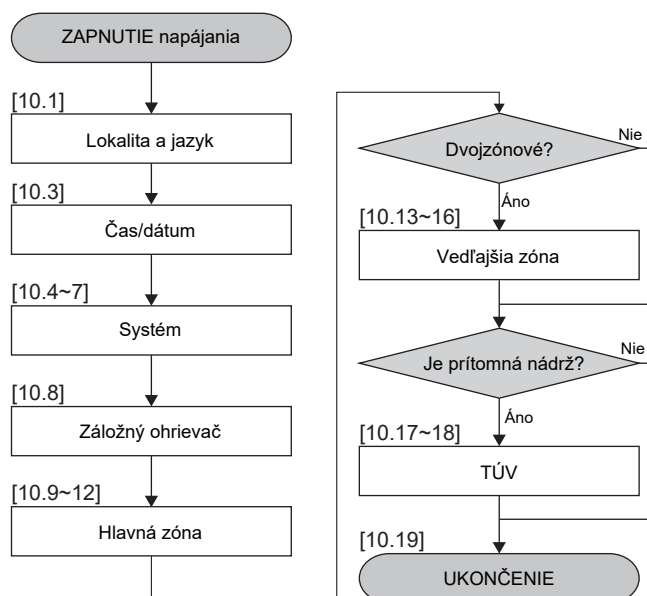 ZAPNUTIE napájania
[10.1]
Lokalita a jazyk
[10.3]
Čas/dátum
[10.4~7]
Systém
[10.8]
Záložný ohrievač
[10.9~12]
Hlavná zóna
Dvojzónové?
Nie
Áno
[10.13~16]
Vedľajšia zóna
Je prítomná nádrž?
Nie
Áno
[10.17~18]
TÚV
[10.19]
UKONČENIE